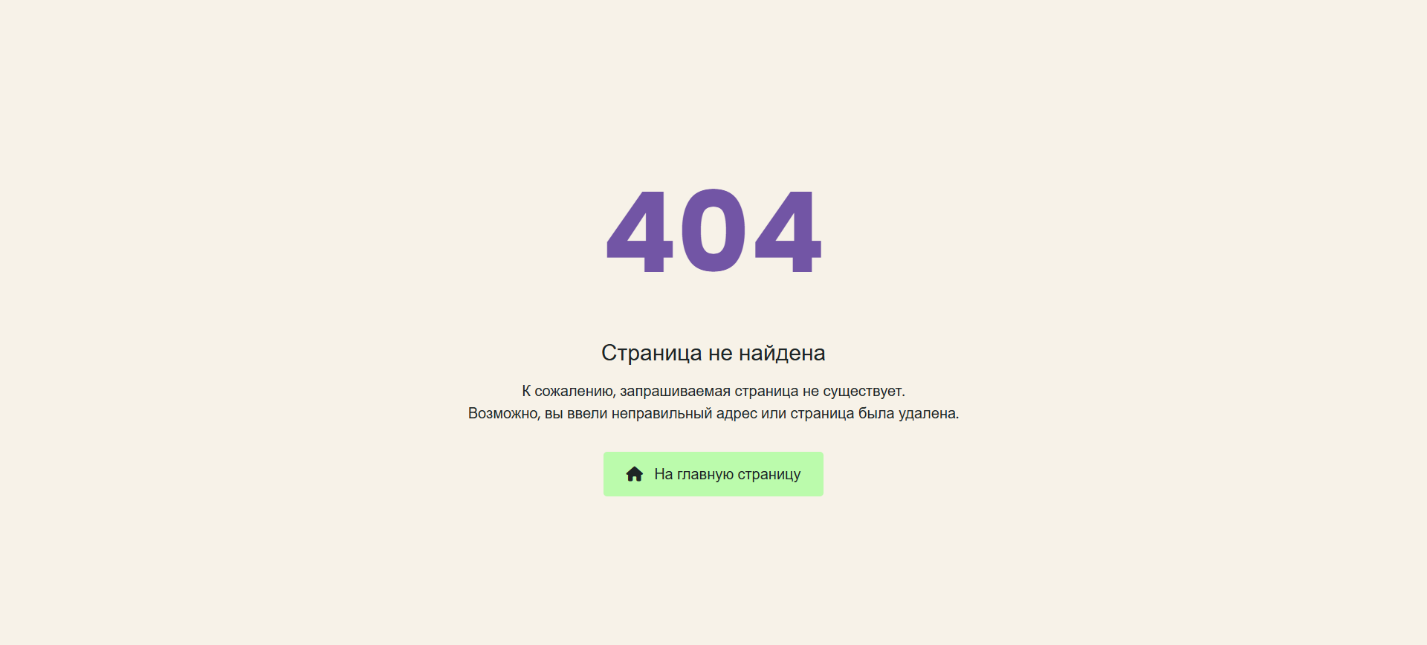 404
Страница не найдена
К сожалению, запрашиваемая страница не существует.
Возможно, вы ввели неправильный адрес или страница была удалена.
На главную страницу